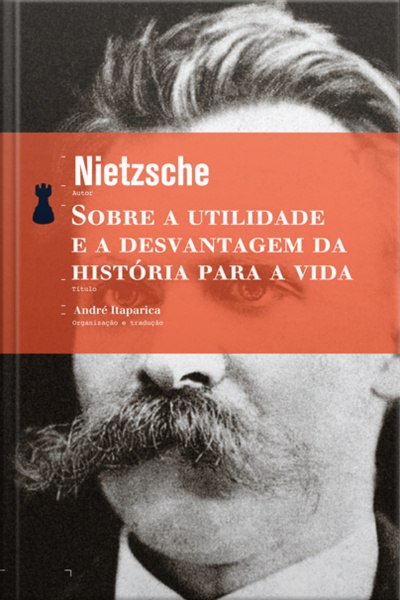 Nietzsche
Autor
SOBRE A UTILIDADE
E A DESVANTAGEM DA
HISTÓRIA PARA A VIDA
Título
André Itaparica
Organização e tradução